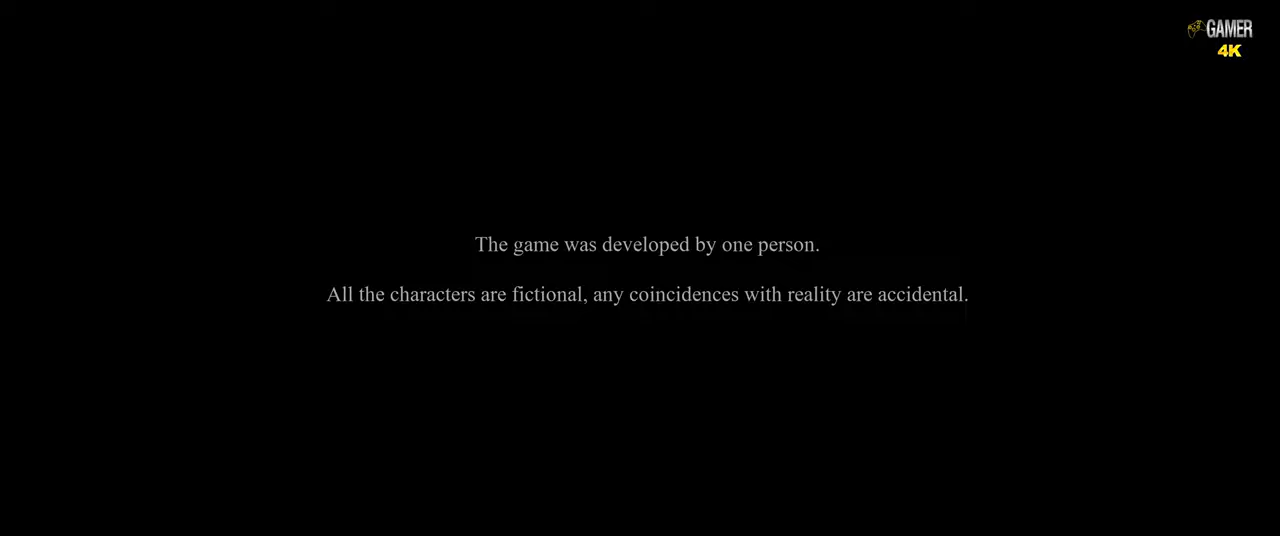 GAMER
4K
The game was developed by one person.
All the characters are fictional, any coincidences with reality are accidental.